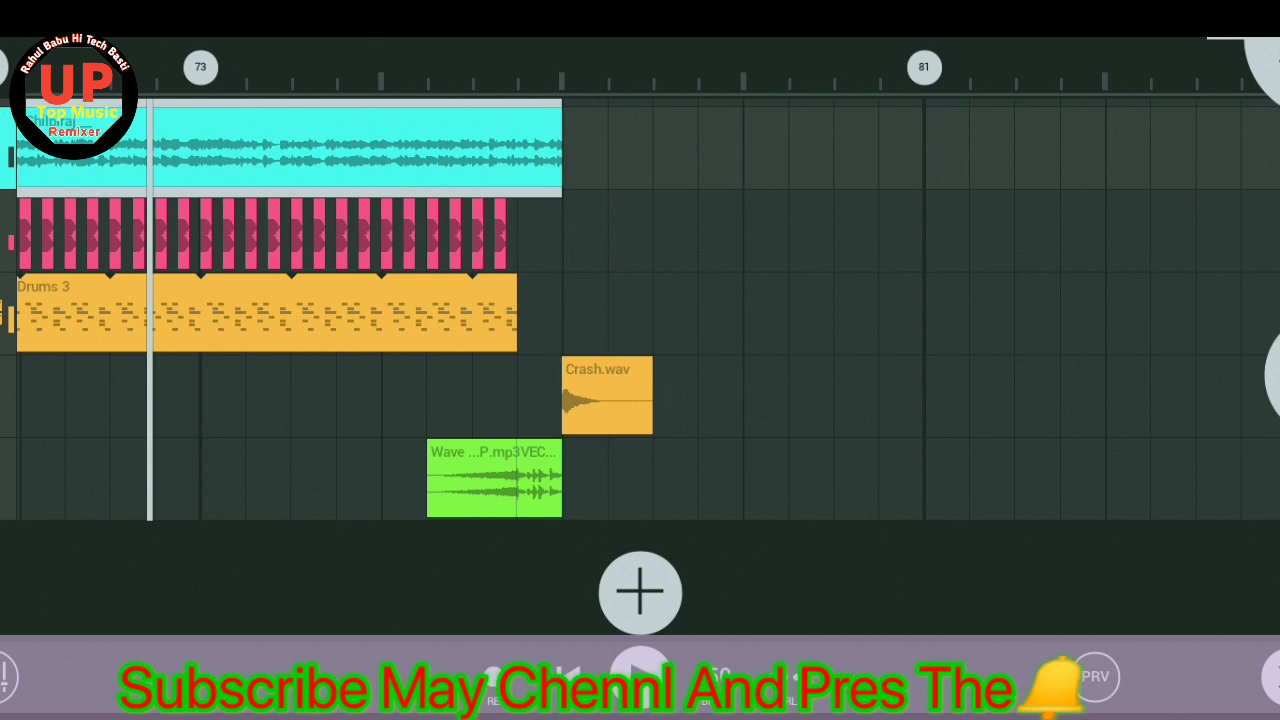 Rahul Babu Hi Tech Basti
UP
Top Music
Remixer
73
81
Drums 3
Crash.wav
Wave ...P.mp3VEC...
PRV
Subscribe May Chennl And Pres The🔔